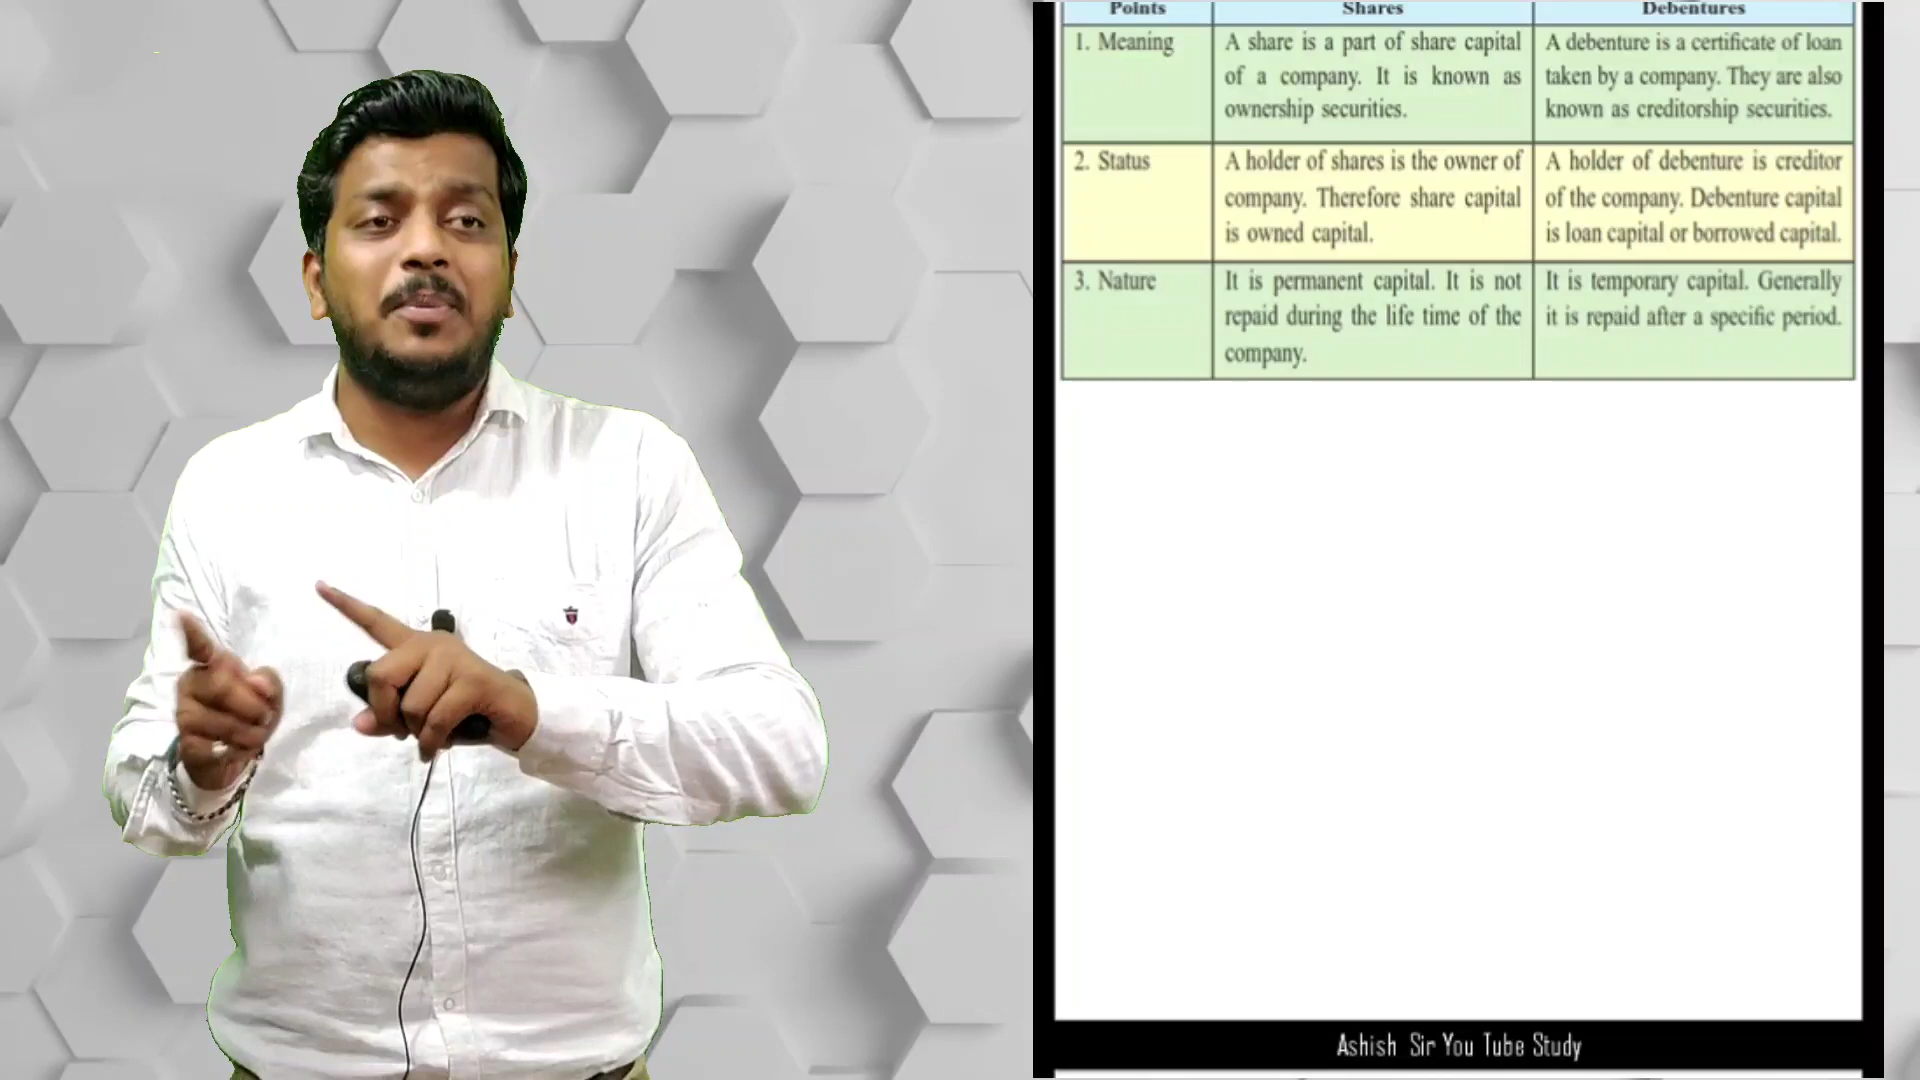 Points Shares Debentures
1. Meaning
A share is a part of share capital
of a company. It is known as
ownership securities.
A debenture is a certificate of loan
taken by a company. They are also
known as creditorship securities.
2. Status
A holder of shares is the owner of
company. Therefore share capital
is owned capital.
A holder of debenture is creditor
of the company. Debenture capital
is loan capital or borrowed capital.
3. Nature
It is permanent capital. It is not
repaid during the life time of the
company.
It is temporary capital. Generally
it is repaid after a specific period.
Ashish Sir You Tube Study